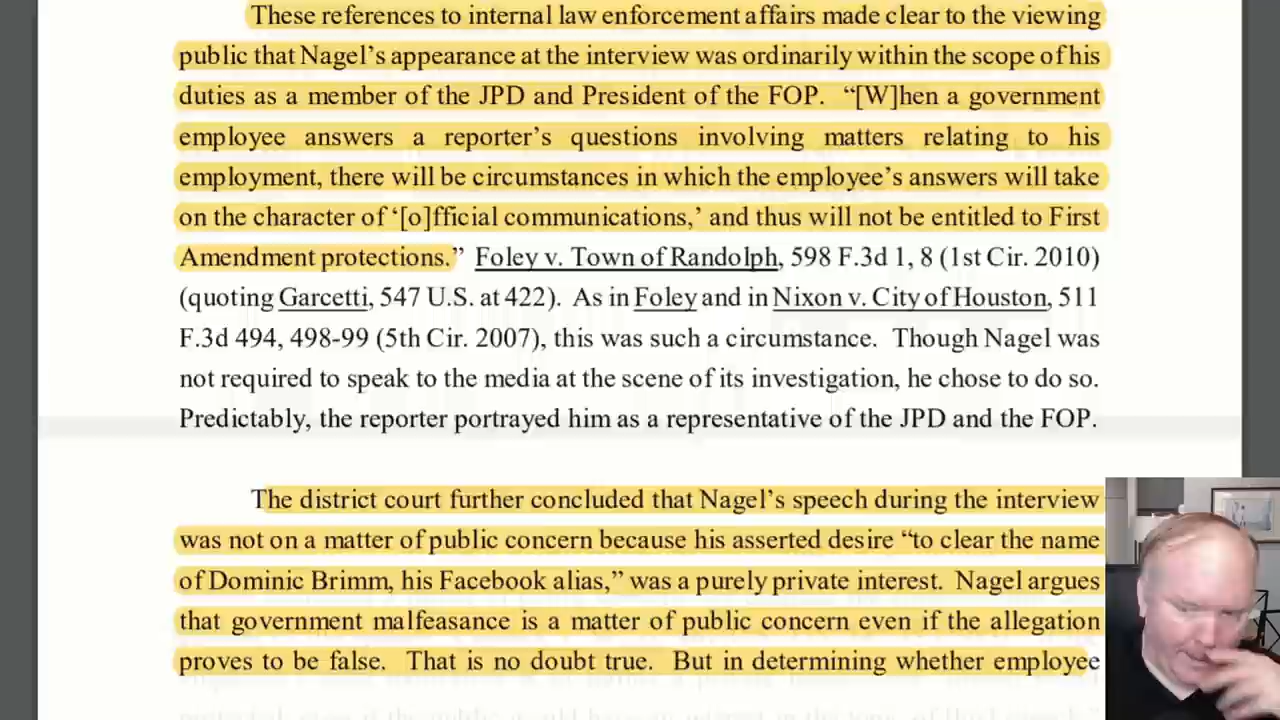 These references to internal law enforcement affairs made clear to the viewing
public that Nagel’s appearance at the interview was ordinarily within the scope of his
duties as a member of the JPD and President of the FOP. “[W]hen a government
employee answers a reporter’s questions involving matters relating to his
employment, there will be circumstances in which the employee’s answers will take
on the character of ‘[o]fficial communications,’ and thus will not be entitled to First
Amendment protections.” Foley v. Town of Randolph, 598 F.3d 1, 8 (1st Cir. 2010)
(quoting Garcetti, 547 U.S. at 422). As in Foley and in Nixon v. City of Houston, 511
F.3d 494, 498-99 (5th Cir. 2007), this was such a circumstance. Though Nagel was
not required to speak to the media at the scene of its investigation, he chose to do so.
Predictably, the reporter portrayed him as a representative of the JPD and the FOP.
The district court further concluded that Nagel’s speech during the interview
was not on a matter of public concern because his asserted desire “to clear the name
of Dominic Brimm, his Facebook alias,” was a purely private interest. Nagel argues
that government malfeasance is a matter of public concern even if the allegation
proves to be false. That is no doubt true. But in determining whether employee